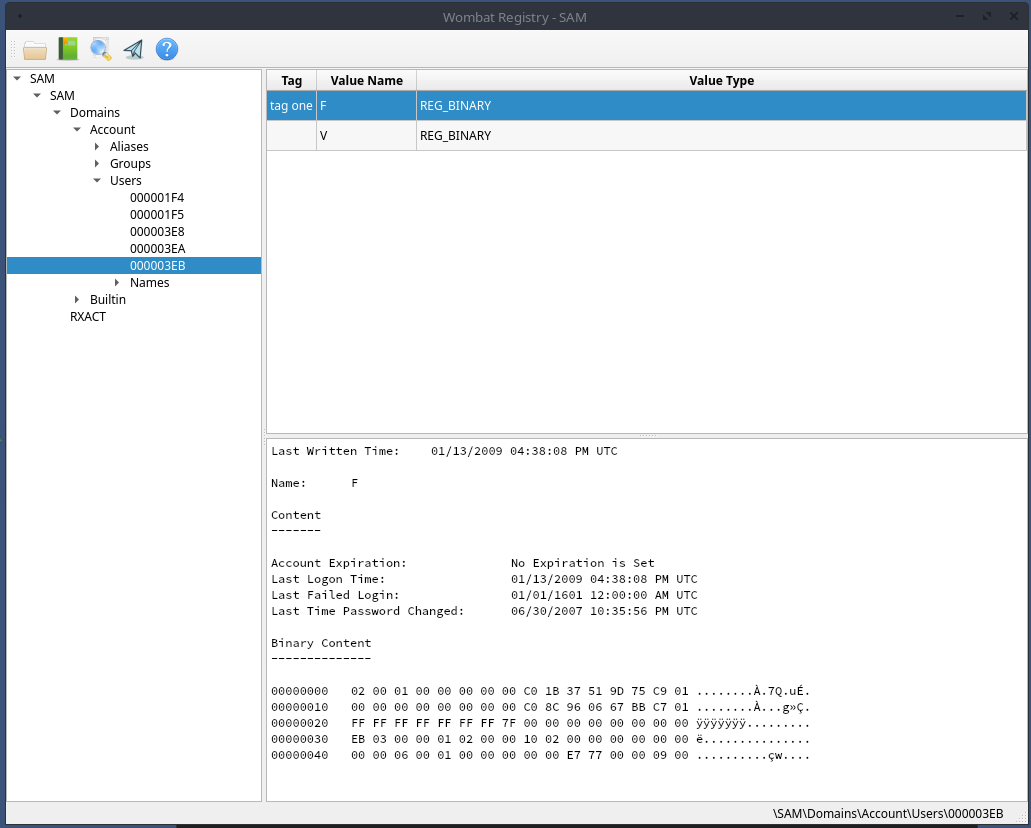 Wombat Registry - SAM
SAM
SAM
Domains
Account
Aliases
Groups
Users
000001F4
000001F5
000003E8
000003EA
000003EB
Names
Builtin
RXACT
Tag Value Name Value Type
tag one F REG_BINARY
V REG_BINARY
Last Written Time: 01/13/2009 04:38:08 PM UTC
Name: F
Content
-------
Account Expiration: No Expiration is Set
Last Logon Time: 01/13/2009 04:38:08 PM UTC
Last Failed Login: 01/01/1601 12:00:00 AM UTC
Last Time Password Changed: 06/30/2007 10:35:56 PM UTC
Binary Content
--------------
00000000 02 00 01 00 00 00 00 00 C0 1B 37 51 9D 75 C9 01 ........À.7Q.uÉ.
00000010 00 00 00 00 00 00 00 00 C0 8C 96 06 67 BB C7 01 ........À...g»Ç.
00000020 FF FF FF FF FF FF FF 7F 00 00 00 00 00 00 00 00 ÿÿÿÿÿÿÿ.........
00000030 EB 03 00 00 01 02 00 00 10 02 00 00 00 00 00 00 ë...............
00000040 00 00 06 00 01 00 00 00 00 00 E7 77 00 00 09 00 ..........çw....
\SAM\Domains\Account\Users\000003EB